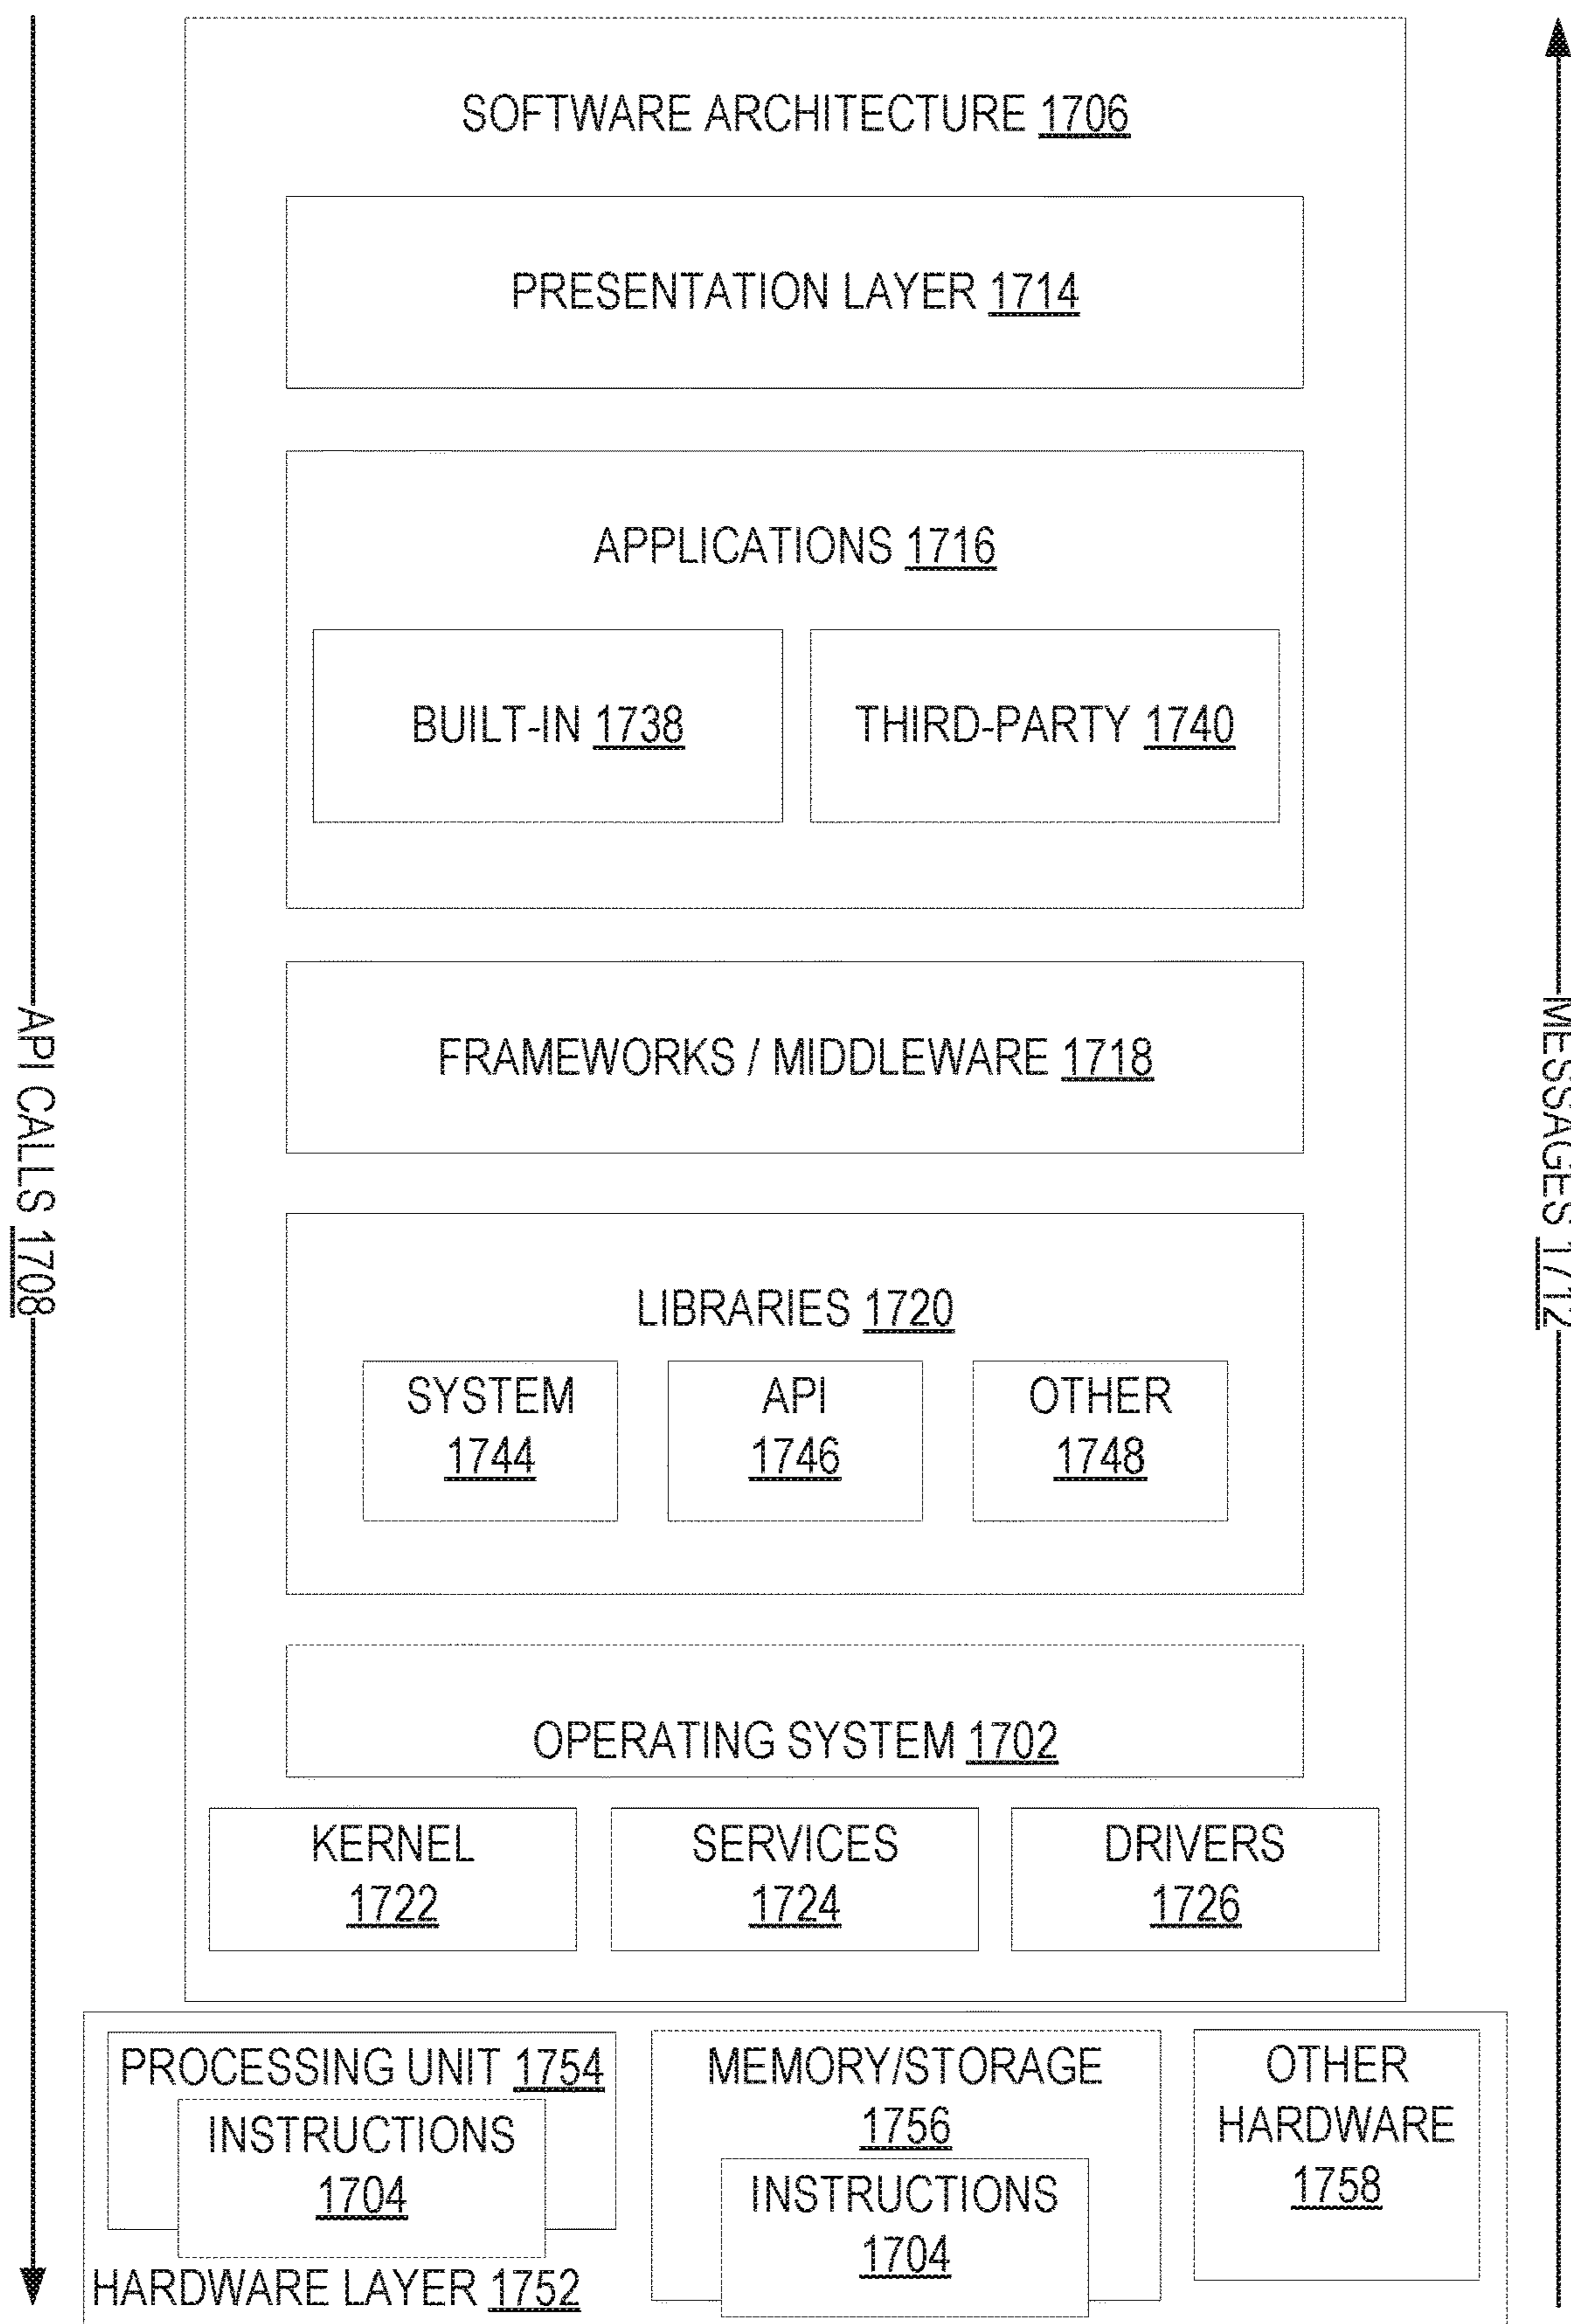 SOFTWARE ARCHITECTURE 1706
PRESENTATION LAYER 1714
APPLICATIONS 1716
BUILT-IN 1738
THIRD-PARTY 1740
FRAMEWORKS / MIDDLEWARE 1718
API CALLS 1708
MESSAGES 1712
LIBRARIES 1720
SYSTEM
1744
API
1746
OTHER
1748
OPERATING SYSTEM 1702
KERNEL
1722
SERVICES
1724
DRIVERS
1726
PROCESSING UNIT 1754
INSTRUCTIONS
1704
MEMORY/STORAGE
1756
INSTRUCTIONS
1704
OTHER
HARDWARE
1758
HARDWARE LAYER 1752